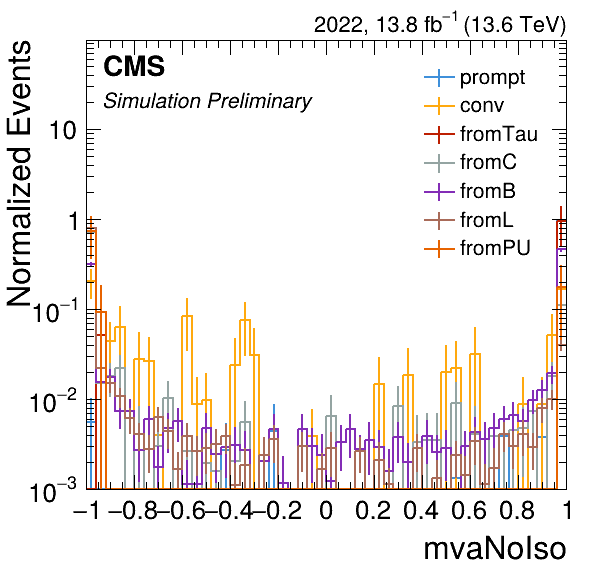 2022, 13.8 fb⁻¹ (13.6 TeV)
CMS
Simulation Preliminary
prompt
conv
fromTau
fromC
fromB
fromL
fromPU
Normalized Events
10
1
10⁻¹
10⁻²
10⁻³
−1 −0.8 −0.6 −0.4 −0.2 0 0.2 0.4 0.6 0.8 1
mvaNoIso